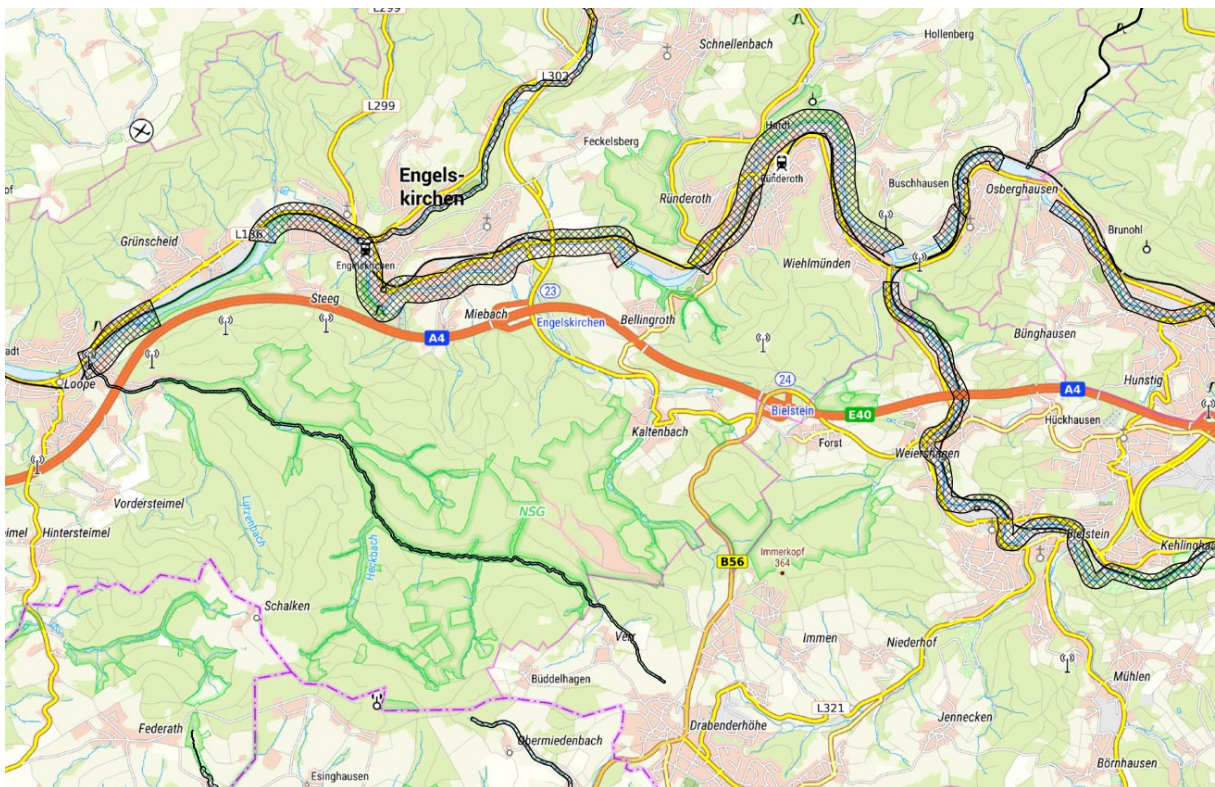 L299
Hollenberg
Schnellenbach
L302
L299
Feckelsberg
Hardt
Engels-
kirchen
Ründeroth
Buschhausen
Osberghausen
Ründeroth
L136
Grünscheid
Brunohl
Engelskirchen
Wiehlmünden
Steeg
23
Miebach
Engelskirchen
Bellingroth
Bünghausen
A4
Loope
24
Hunstig
A4
Bielstein
E40
Hückhausen
Kaltenbach
Forst
Weiershagen
Vordersteimel
Lützenbach
NSG
Hintersteimel
Bielstein
Heckbach
Immerkopf
364
B56
Schalken
Verr
Immen
Niederhof
Büddelhagen
Mühlen
L321
Federath
Drabenderhöhe
Jennecken
Obermiedenbach
Esinghausen
Börnhausen